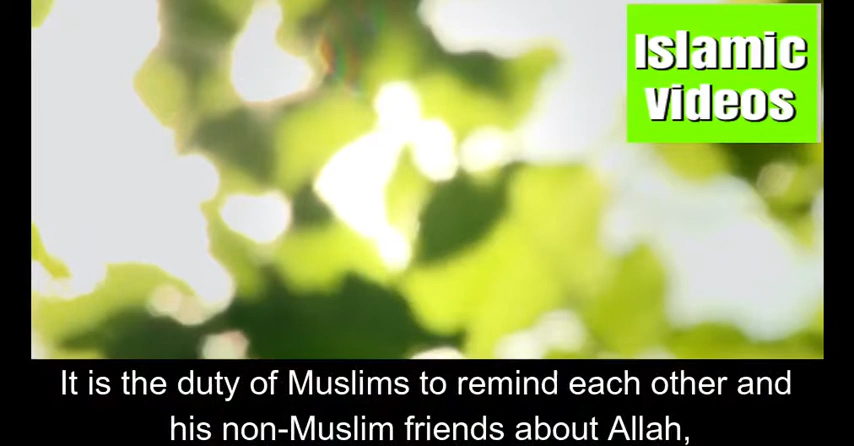 Islamic
Videos
It is the duty of Muslims to remind each other and
his non-Muslim friends about Allah,